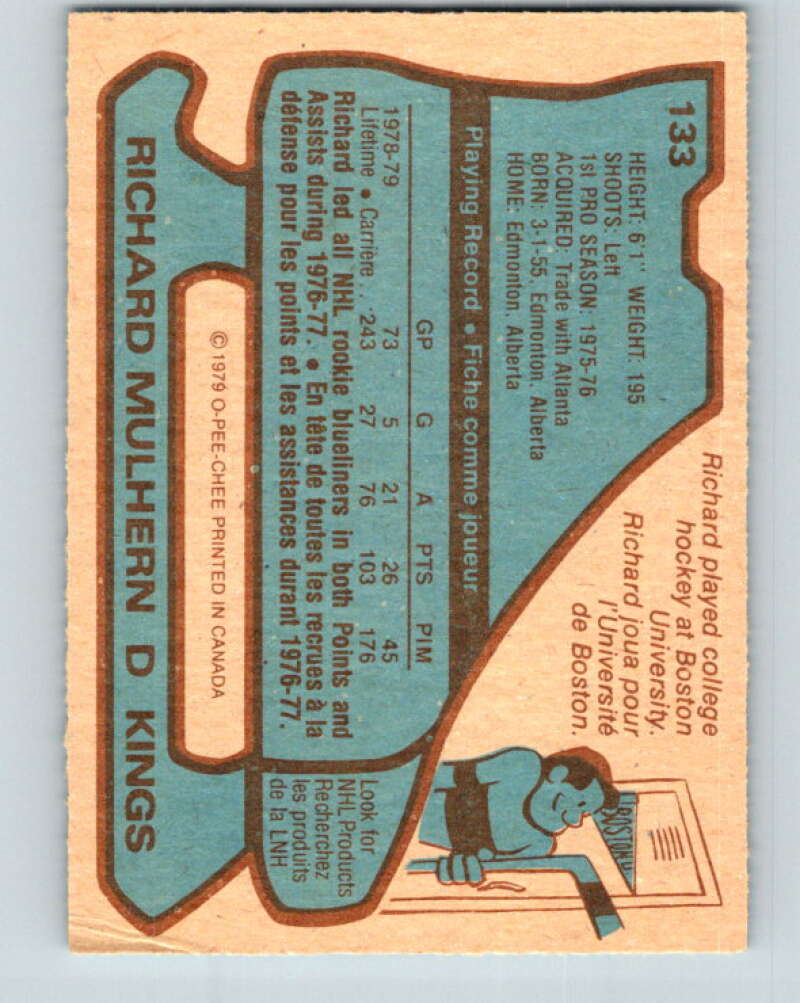 133
HEIGHT: 6'1" WEIGHT: 195
SHOOTS: Left
1st PRO SEASON: 1975-76
ACQUIRED: Trade with Atlanta
BORN: 3-1-55, Edmonton, Alberta
HOME: Edmonton, Alberta
Richard played college
hockey at Boston
University.
Richard joua pour
l'Université
de Boston.
BOSTON U
Playing Record • Fiche comme joueur
GP G A PTS PIM
1978-79 73 5 21 26 45
Lifetime • Carrière .. 243 27 76 103 176
Richard led all NHL rookie blueliners in both Points and
Assists during 1976-77. • En tête de toutes les recrues à la
défense pour les points et les assistances durant 1976-77.
Look for
NHL Products
Recherchez
les produits
de la LNH
© 1979 O-PEE-CHEE PRINTED IN CANADA
RICHARD MULHERN D KINGS